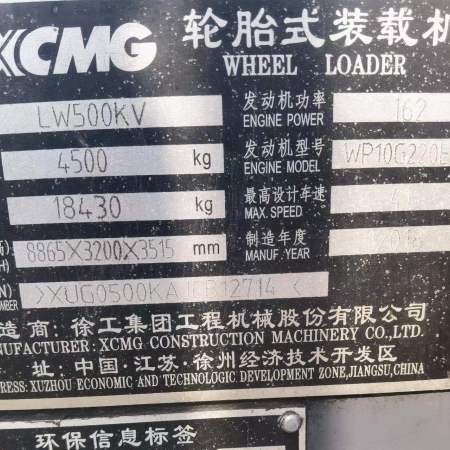 XCMG 轮胎式装载机
WHEEL LOADER
LW500KV 发动机功率 162
ENGINE POWER
4500 kg 发动机型号 WP10G220E
ENGINE MODEL
18430 kg 最高设计车速
MAX. SPEED
8865X3200X3515 mm 制造年度
MANUF. YEAR
造商:徐工集团工程机械股份有限公司
NUFACTURER: XCMG CONSTRUCTION MACHINERY CO.,LTD.
址:中国·江苏·徐州经济技术开发区
RESS: XUZHOU ECONOMIC AND TECHNOLOGIC DEVELOPMENT ZONE,JIANGSU,CHINA
环保信息标签